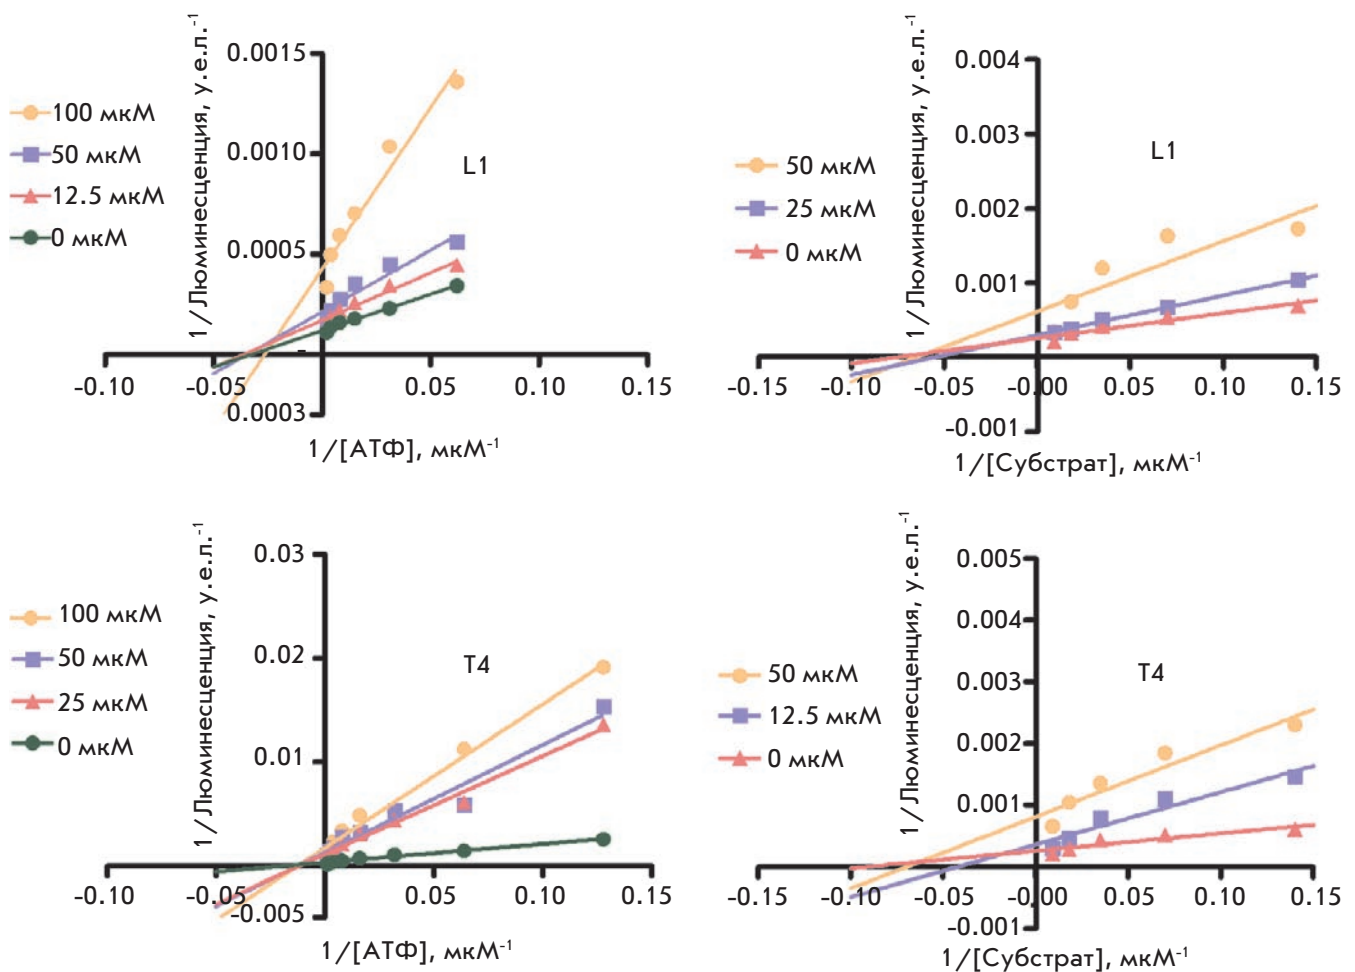 1/Люминесценция, у.е.л.⁻¹
0.0015
0.0010
0.0005
-
0.0003
-0.10
-0.05
0.05
0.10
0.15
1/[АТФ], мкМ⁻¹
L1
100 мкМ
50 мкМ
12.5 мкМ
0 мкМ
1/Люминесценция, у.е.л.⁻¹
0.004
0.003
0.002
0.001
-0.001
-0.15
-0.10
-0.05
-0.00
0.05
0.10
0.15
1/[Субстрат], мкМ⁻¹
L1
50 мкМ
25 мкМ
0 мкМ
1/Люминесценция, у.е.л.⁻¹
0.03
0.02
0.01
-0.005
-0.10
-0.05
0.05
0.10
0.15
1/[АТФ], мкМ⁻¹
T4
100 мкМ
50 мкМ
25 мкМ
0 мкМ
1/Люминесценция, у.е.л.⁻¹
0.005
0.004
0.003
0.002
0.001
-0.001
-0.15
-0.10
-0.05
-0.00
0.05
0.10
0.15
1/[Субстрат], мкМ⁻¹
T4
50 мкМ
12.5 мкМ
0 мкМ